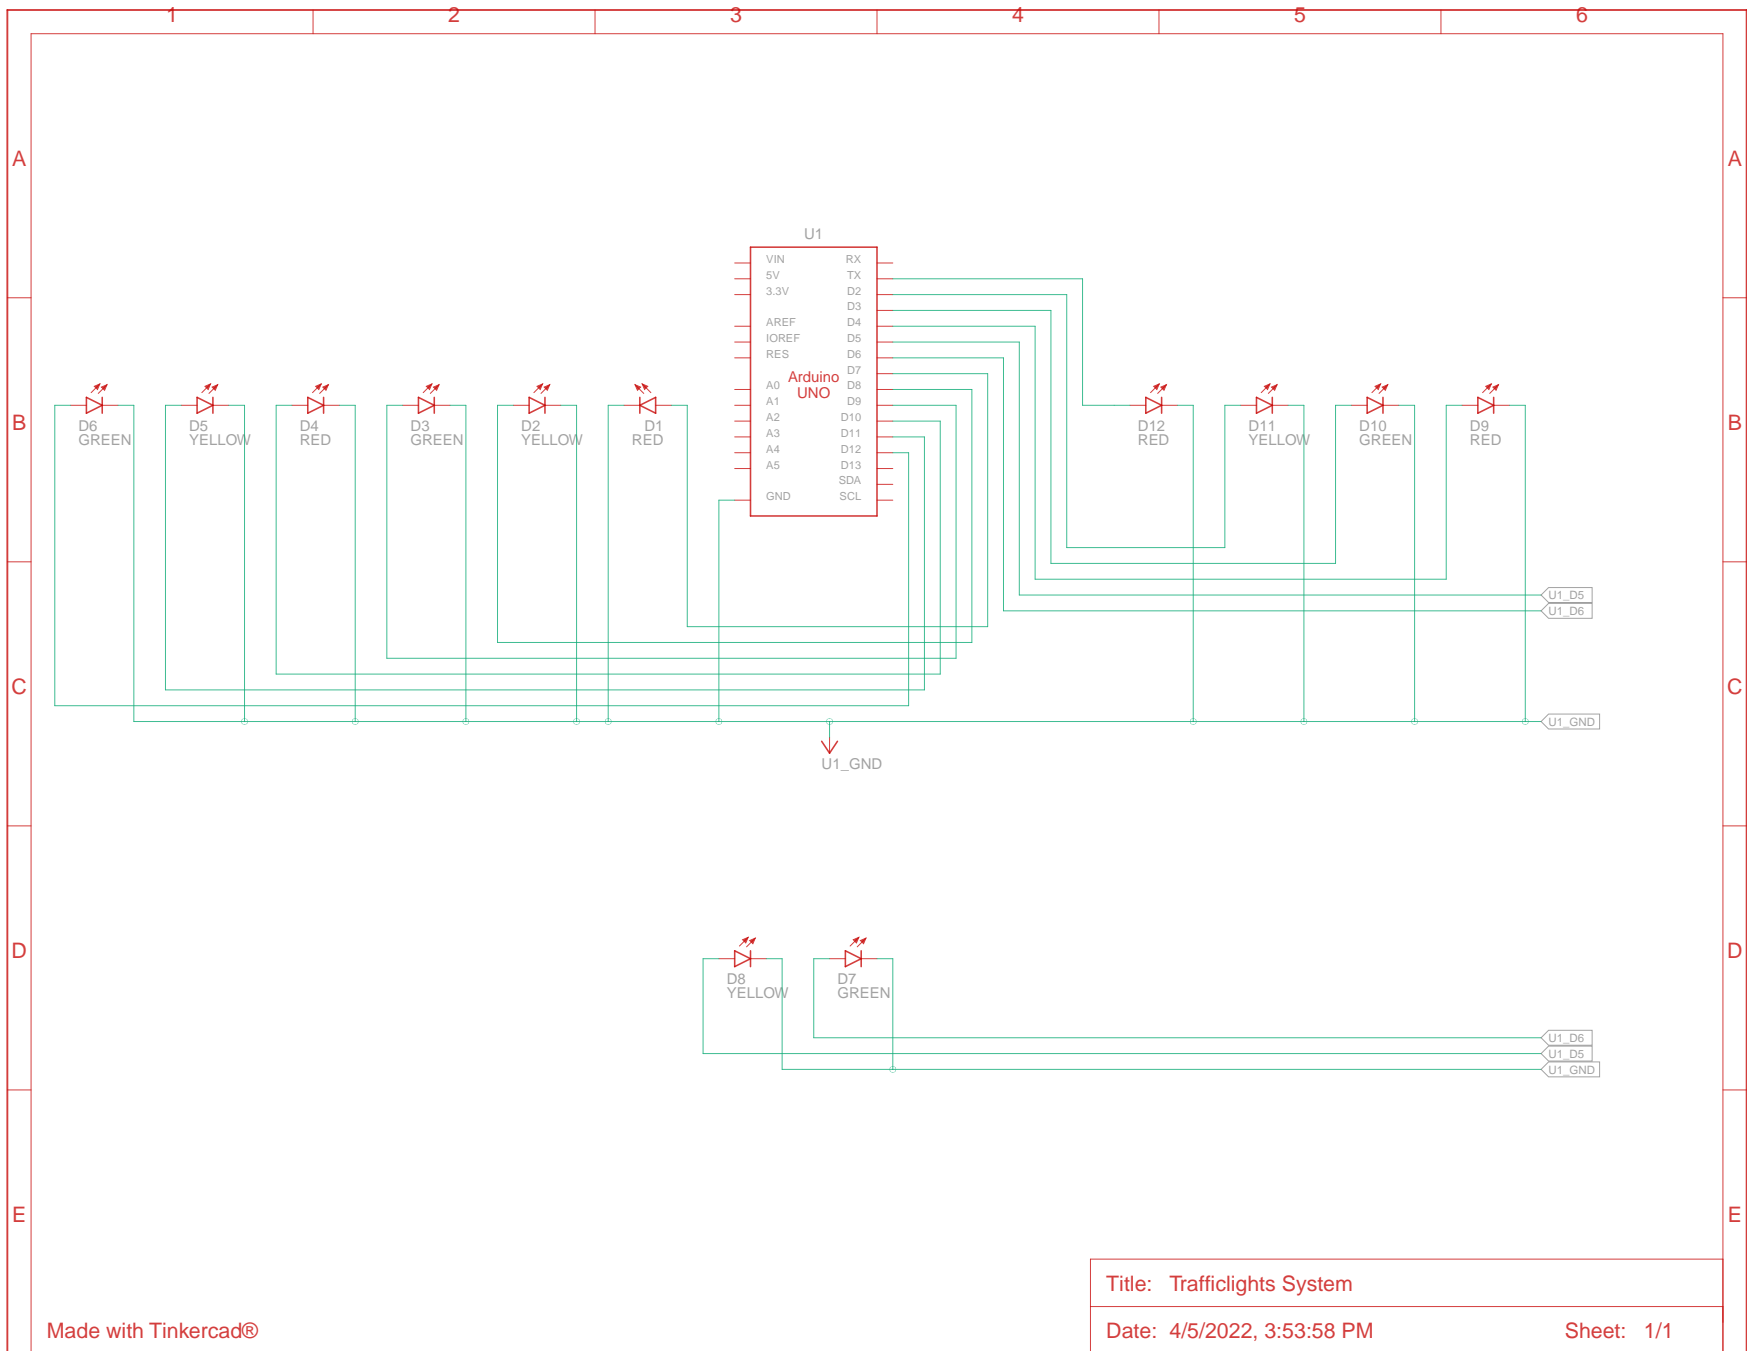 1 2 3 4 5 6
A A
U1
VIN RX
5V TX
3.3V D2
D3
AREF D4
IOREF D5
RES D6
D7
Arduino
UNO
A0 D8
A1 D9
A2 D10
A3 D11
A4 D12
A5 D13
SDA
GND SCL
B B
D6
GREEN
D5
YELLOW
D4
RED
D3
GREEN
D2
YELLOW
D1
RED
D12
RED
D11
YELLOW
D10
GREEN
D9
RED
U1_D5
U1_D6
C C
U1_GND
U1_GND
D D
D8
YELLOW
D7
GREEN
U1_D6
U1_D5
U1_GND
E E
Title: Trafficlights System
Made with Tinkercad®
Date: 4/5/2022, 3:53:58 PM Sheet: 1/1